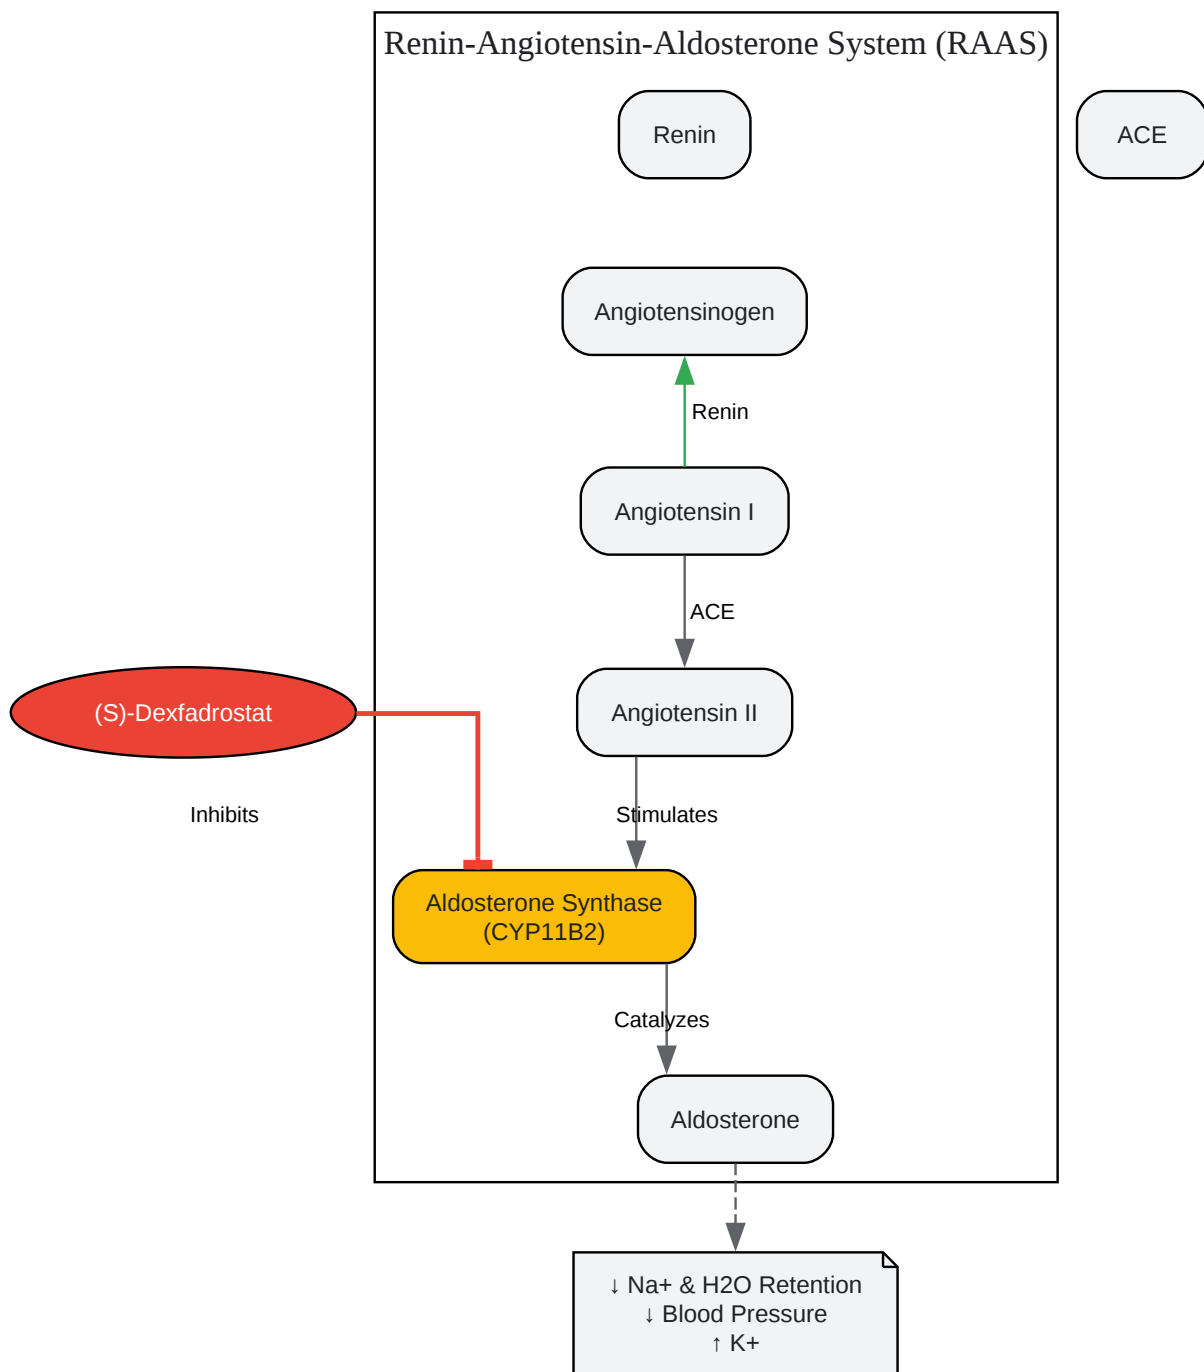 Renin-Angiotensin-Aldosterone System (RAAS)
Renin
ACE
Angiotensinogen
Renin
Angiotensin I
ACE
(S)-Dexfadrostat
Angiotensin II
Inhibits
Stimulates
Aldosterone Synthase
(CYP11B2)
Catalyzes
Aldosterone
↓ Na+ & H2O Retention
↓ Blood Pressure
↑ K+